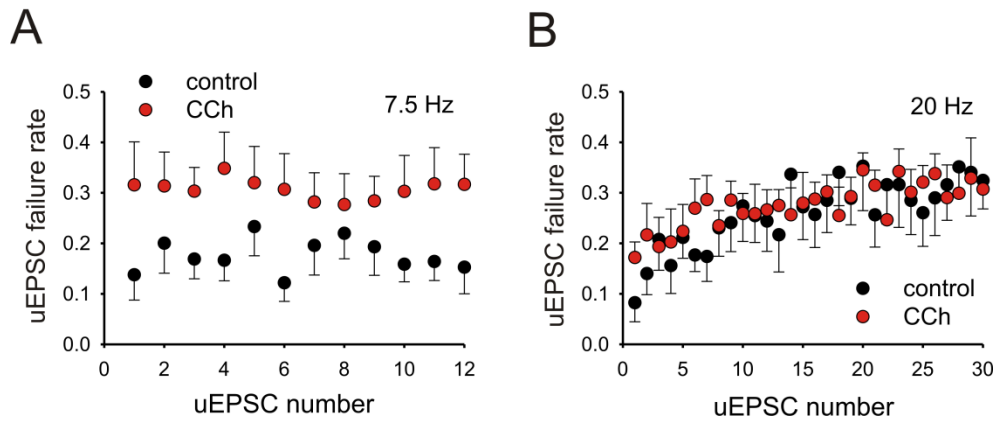 A
control
CCh
7.5 Hz
uEPSC failure rate
0.5
0.4
0.3
0.2
0.1
0.0
0 2 4 6 8 10 12
uEPSC number
B
20 Hz
uEPSC failure rate
0.5
0.4
0.3
0.2
0.1
0.0
control
CCh
0 5 10 15 20 25 30
uEPSC number